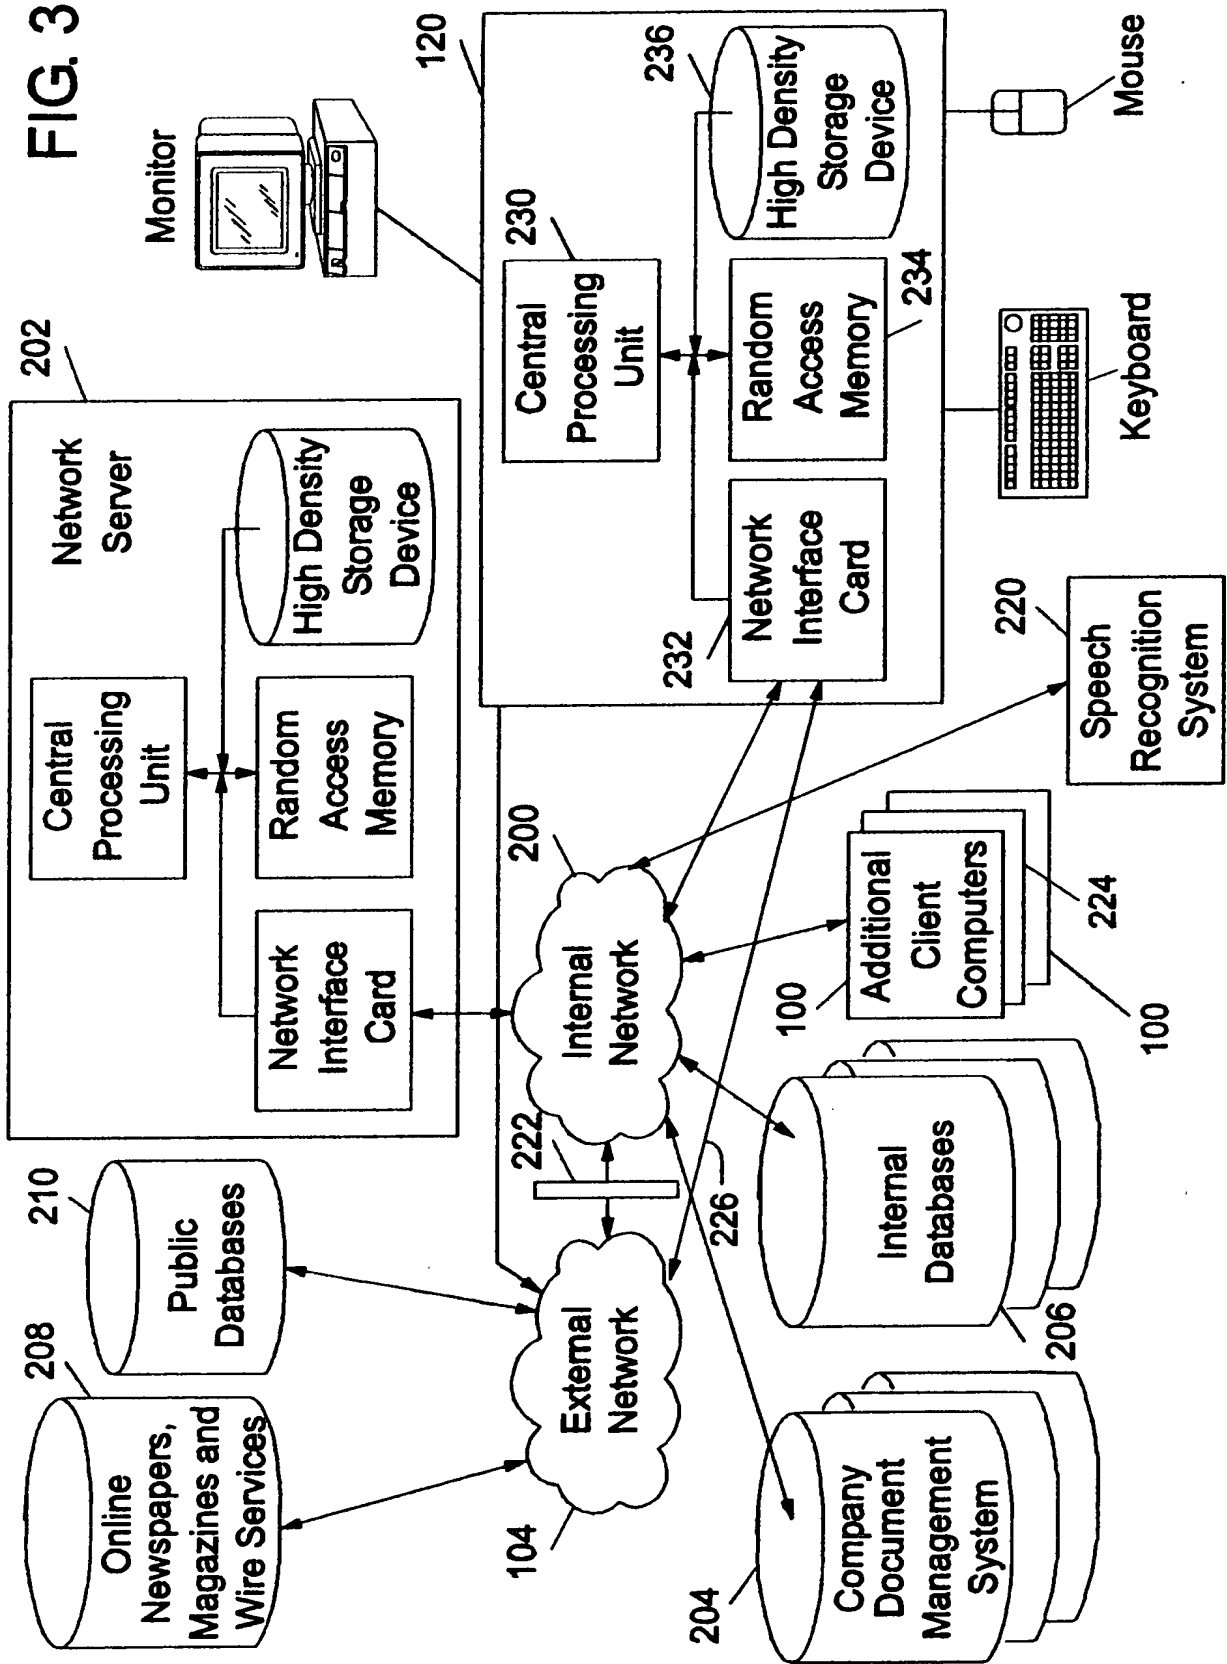 FIG. 3
Online
Newspapers,
Magazines and
Wire Services
208
Public
Databases
210
Network
Server
202
Central
Processing
Unit
Network
Interface
Card
Random
Access
Memory
High Density
Storage
Device
Monitor
External
Network
104
222
Internal
Network
200
226
120
Central
Processing
Unit
230
Network
Interface
Card
232
Random
Access
Memory
234
High Density
Storage
Device
236
Company
Document
Management
System
204
Internal
Databases
206
Additional
Client
Computers
100
100
224
Speech
Recognition
System
220
Keyboard
Mouse